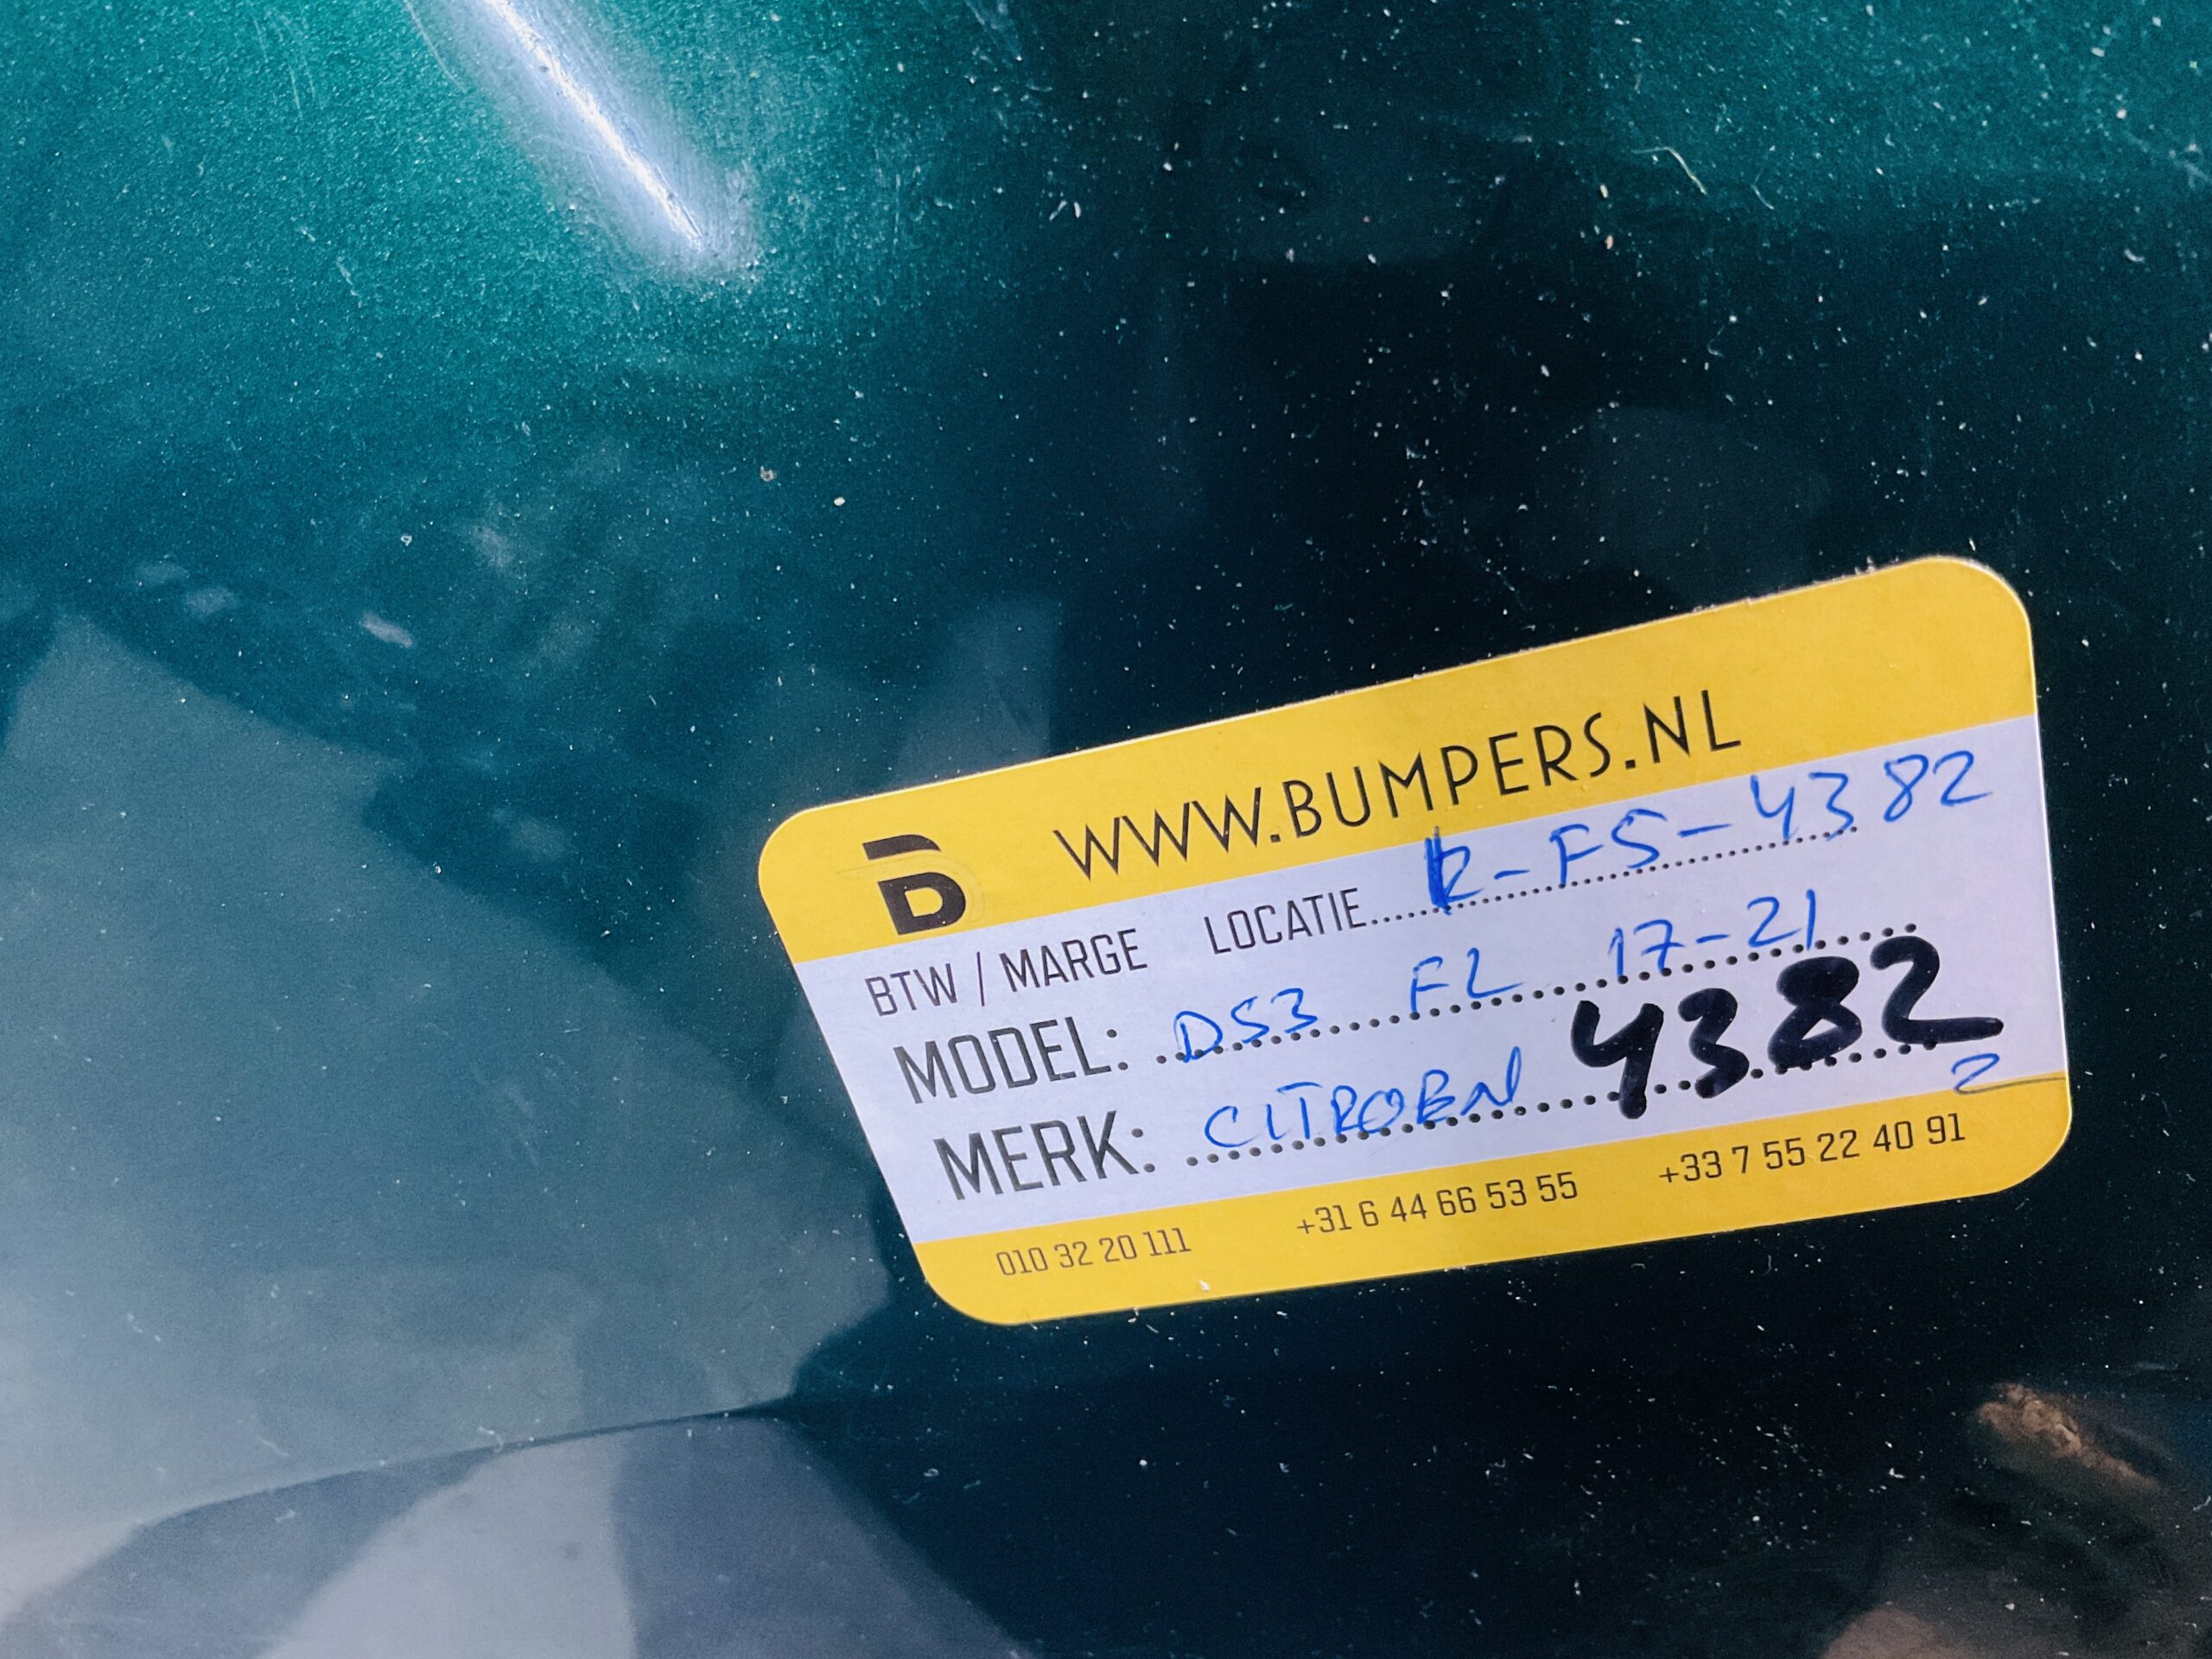 B WWW.BUMPERS.NL
BTW / MARGE LOCATIE R-FS-4382
MODEL: DS3 FL 17-21
MERK: CITROEN 4382
2
010 32 20 111 +31 6 44 66 53 55 +33 7 55 22 40 91